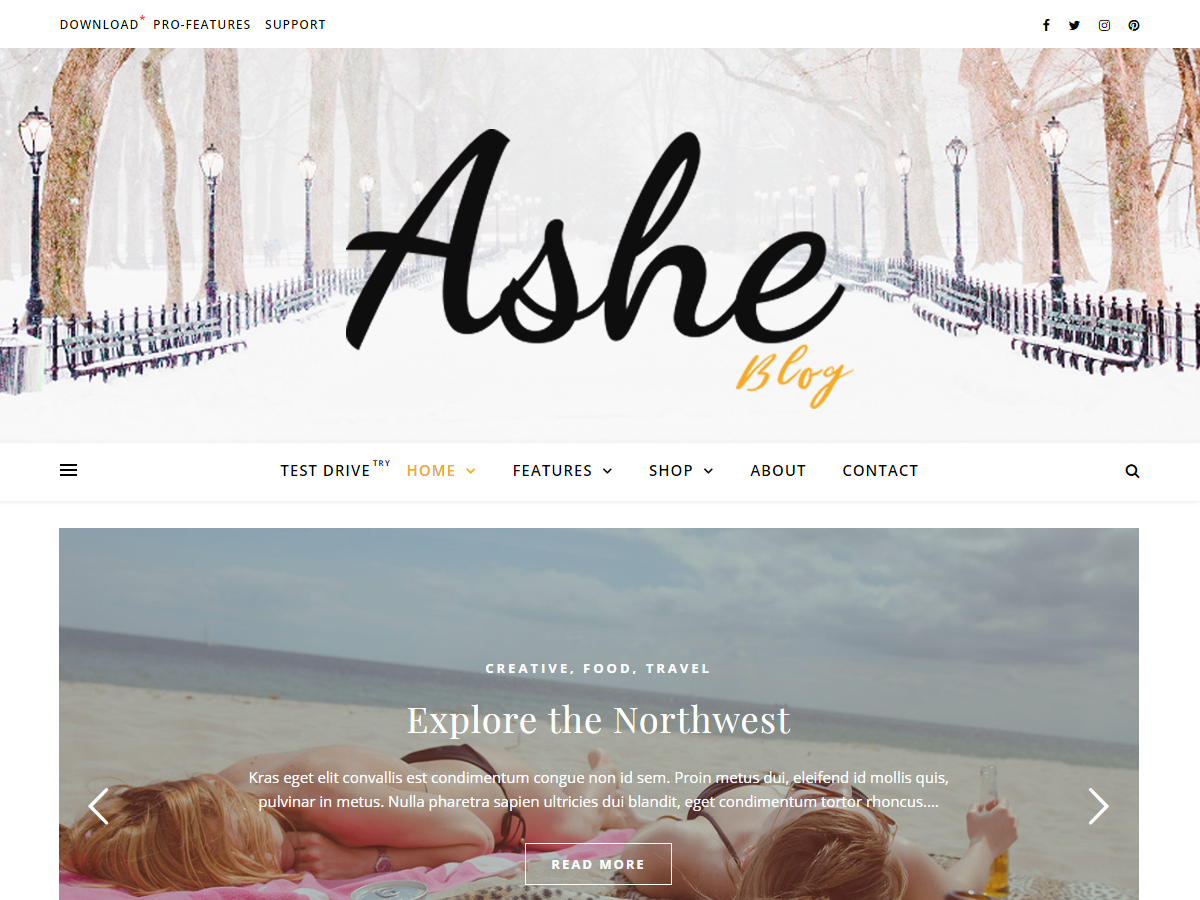 DOWNLOAD* PRO-FEATURES SUPPORT
Ashe
Blog
TEST DRIVE TRY HOME FEATURES SHOP ABOUT CONTACT
CREATIVE, FOOD, TRAVEL
Explore the Northwest
Kras eget elit convallis est condimentum congue non id sem. Proin metus dui, eleifend id mollis quis,
pulvinar in metus. Nulla pharetra sapien ultricies dui blandit, eget condimentum tortor rhoncus....
READ MORE